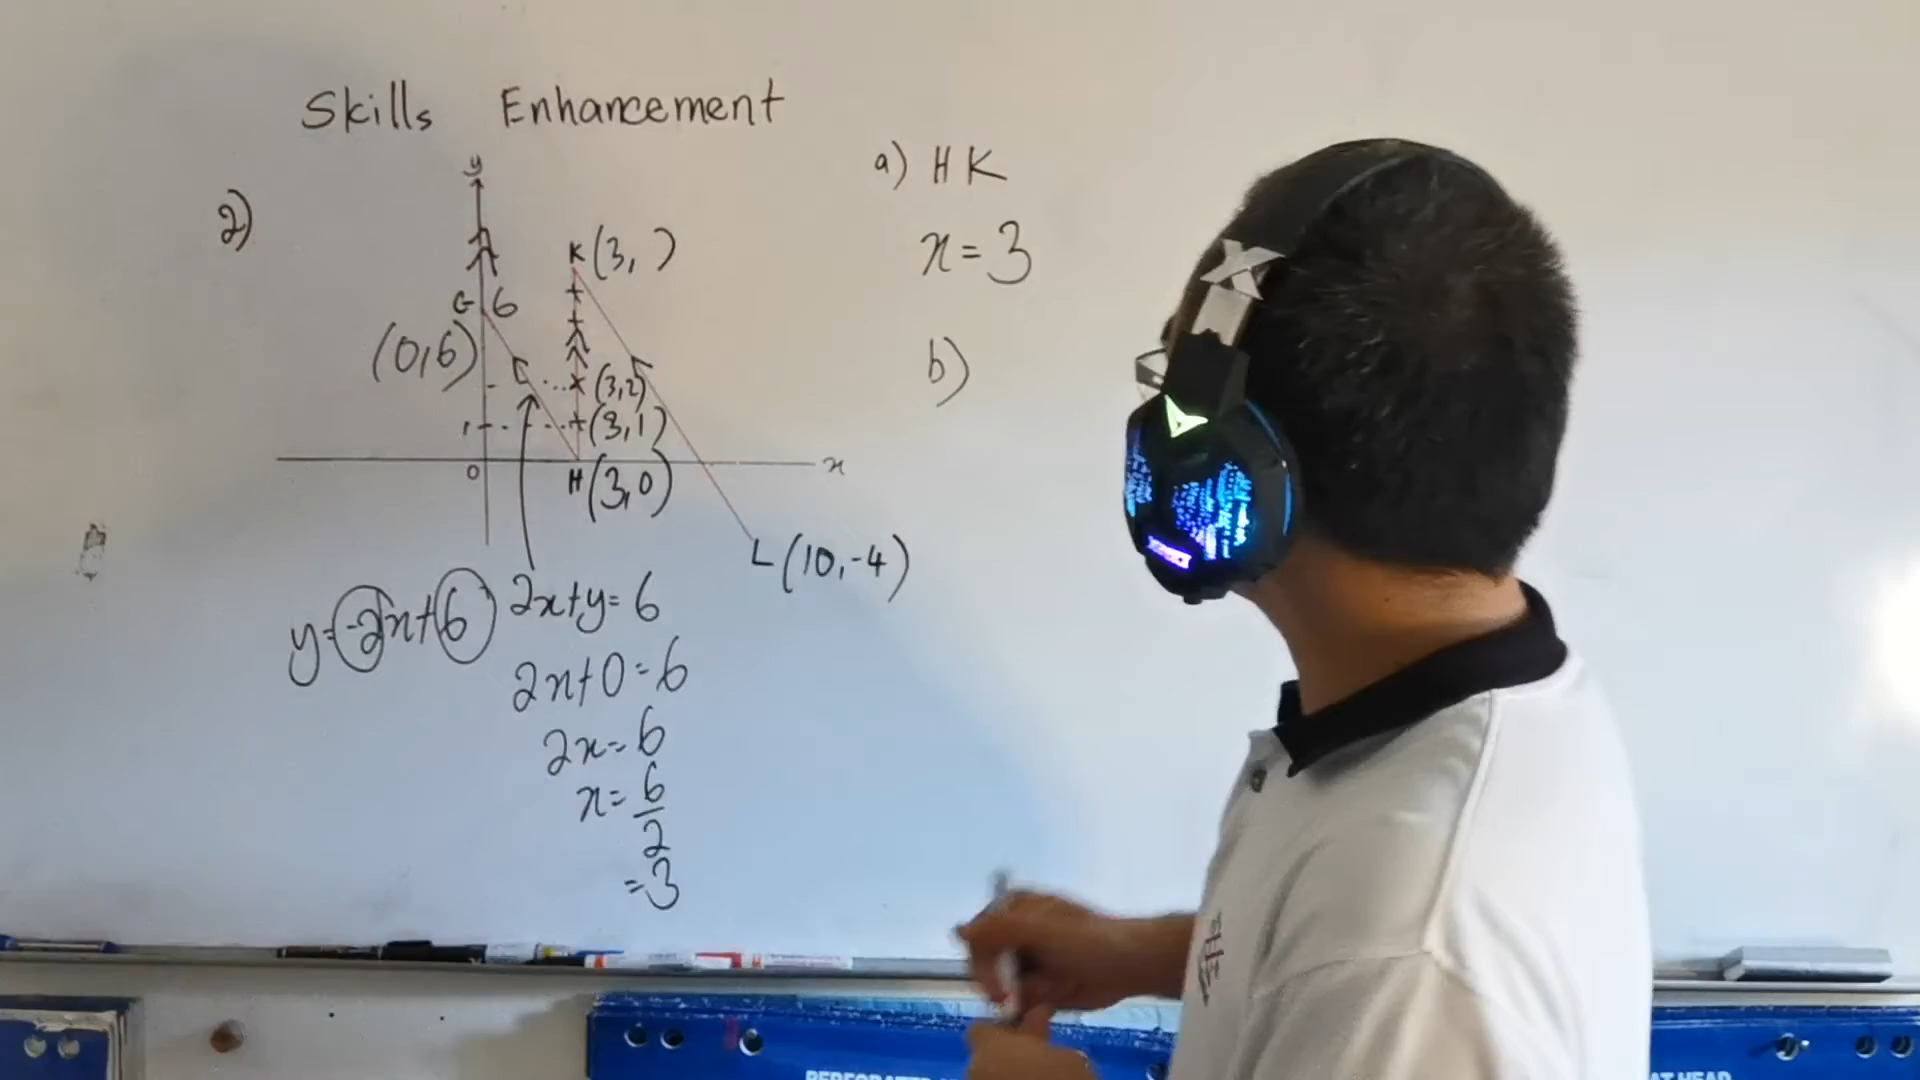 Skills Enhancement
2)
y
K(3, )
G 6
(0,6)
(3,2)
1
(3,1)
0
H(3,0)
x
L(10,-4)
y=-2x+6
2x+y=6
2x+0=6
2x=6
x=6/2
=3
a) HK
x=3
b)